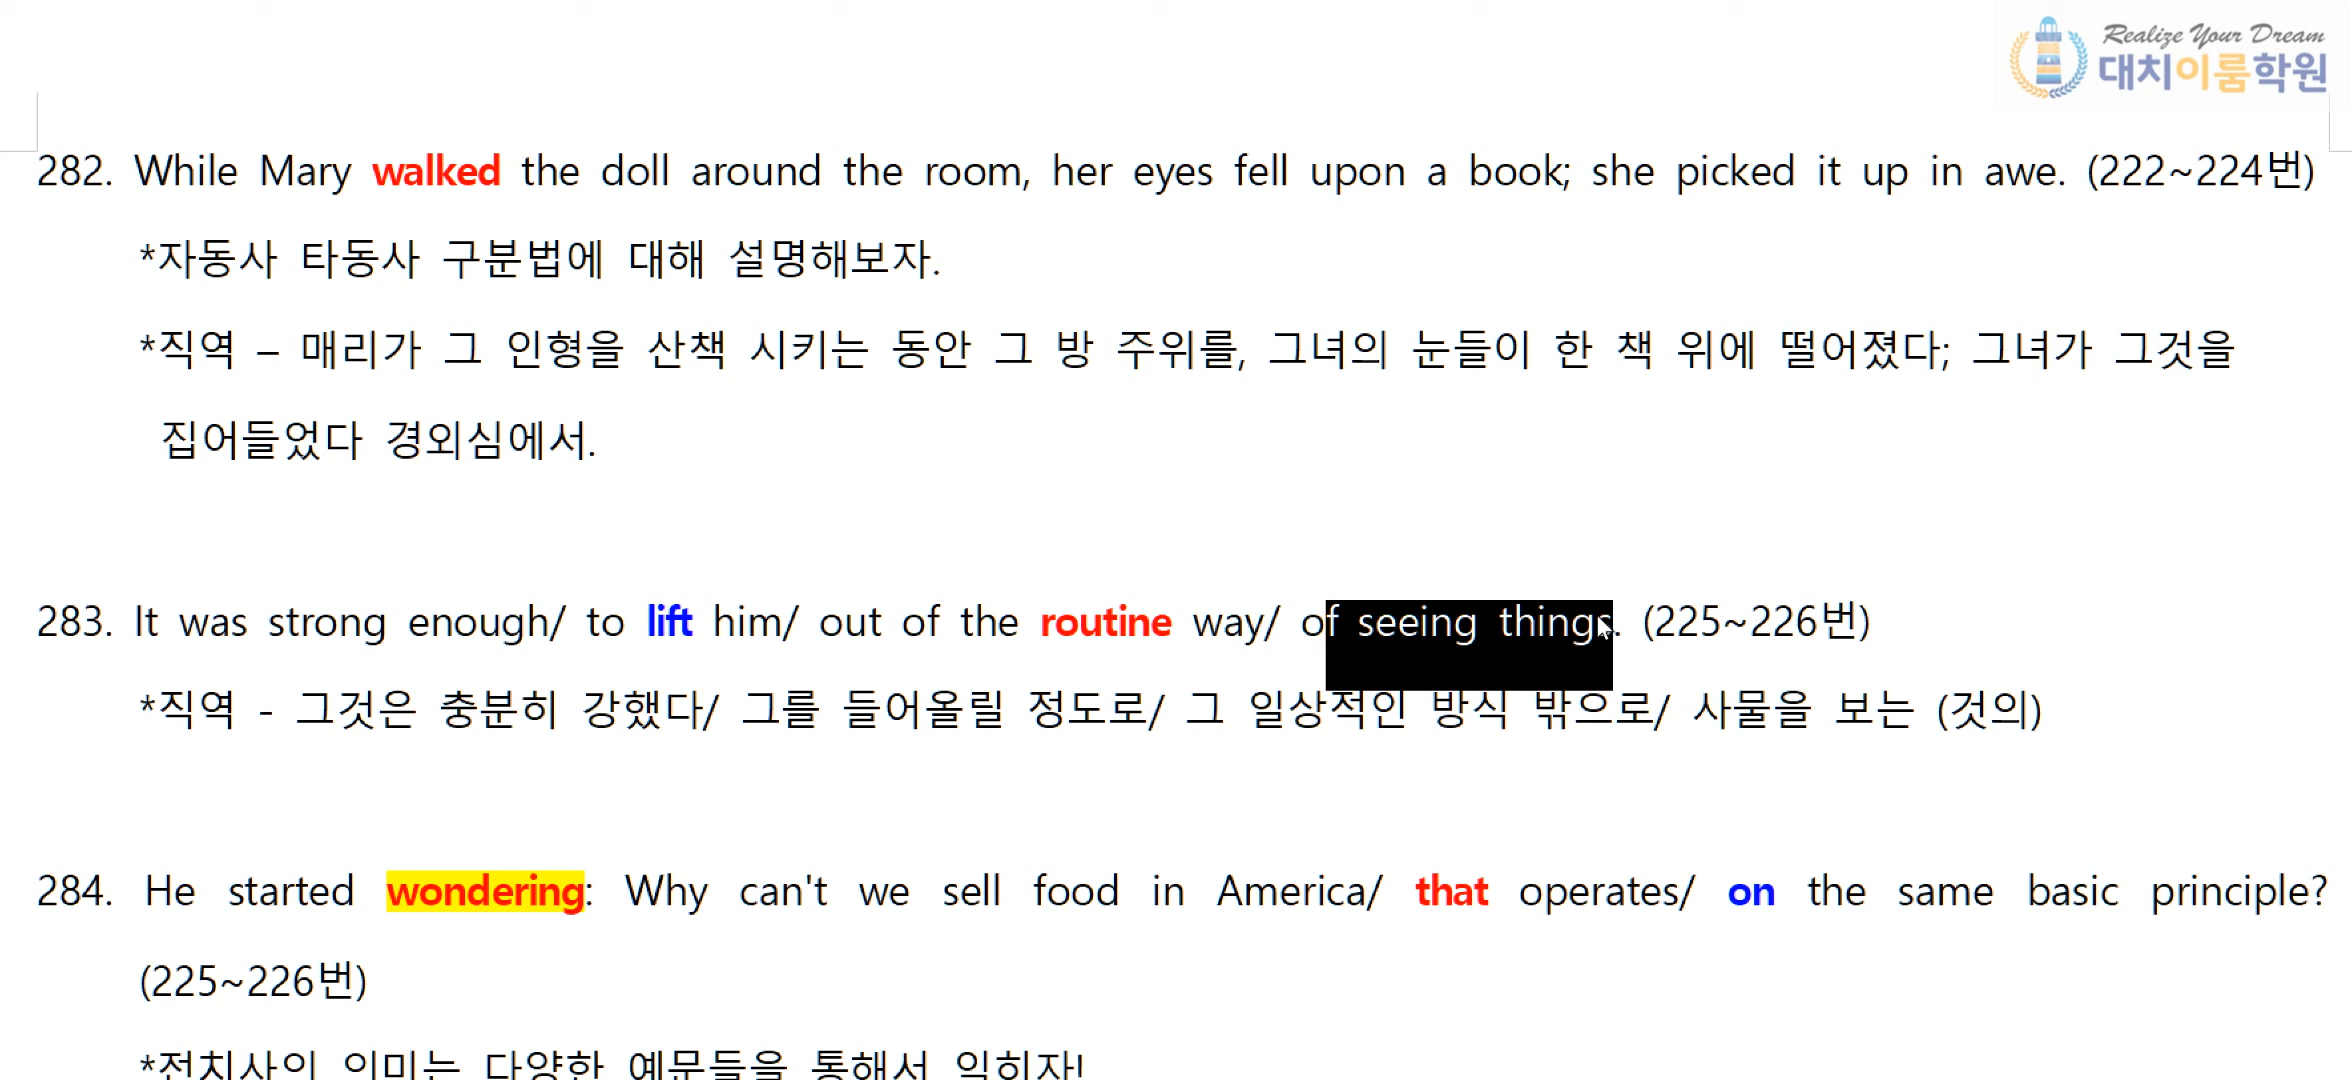 Realize Your Dream
대치이룸학원
282. While Mary walked the doll around the room, her eyes fell upon a book; she picked it up in awe. (222~224번)
*자동사 타동사 구분법에 대해 설명해보자.
*직역 – 매리가 그 인형을 산책 시키는 동안 그 방 주위를, 그녀의 눈들이 한 책 위에 떨어졌다; 그녀가 그것을
집어들었다 경외심에서.
283. It was strong enough/ to lift him/ out of the routine way/ of seeing things. (225~226번)
*직역 - 그것은 충분히 강했다/ 그를 들어올릴 정도로/ 그 일상적인 방식 밖으로/ 사물을 보는 (것의)
284. He started wondering: Why can't we sell food in America/ that operates/ on the same basic principle?
(225~226번)
*전치사의 의미는 다양한 예문들을 통해서 익히자!